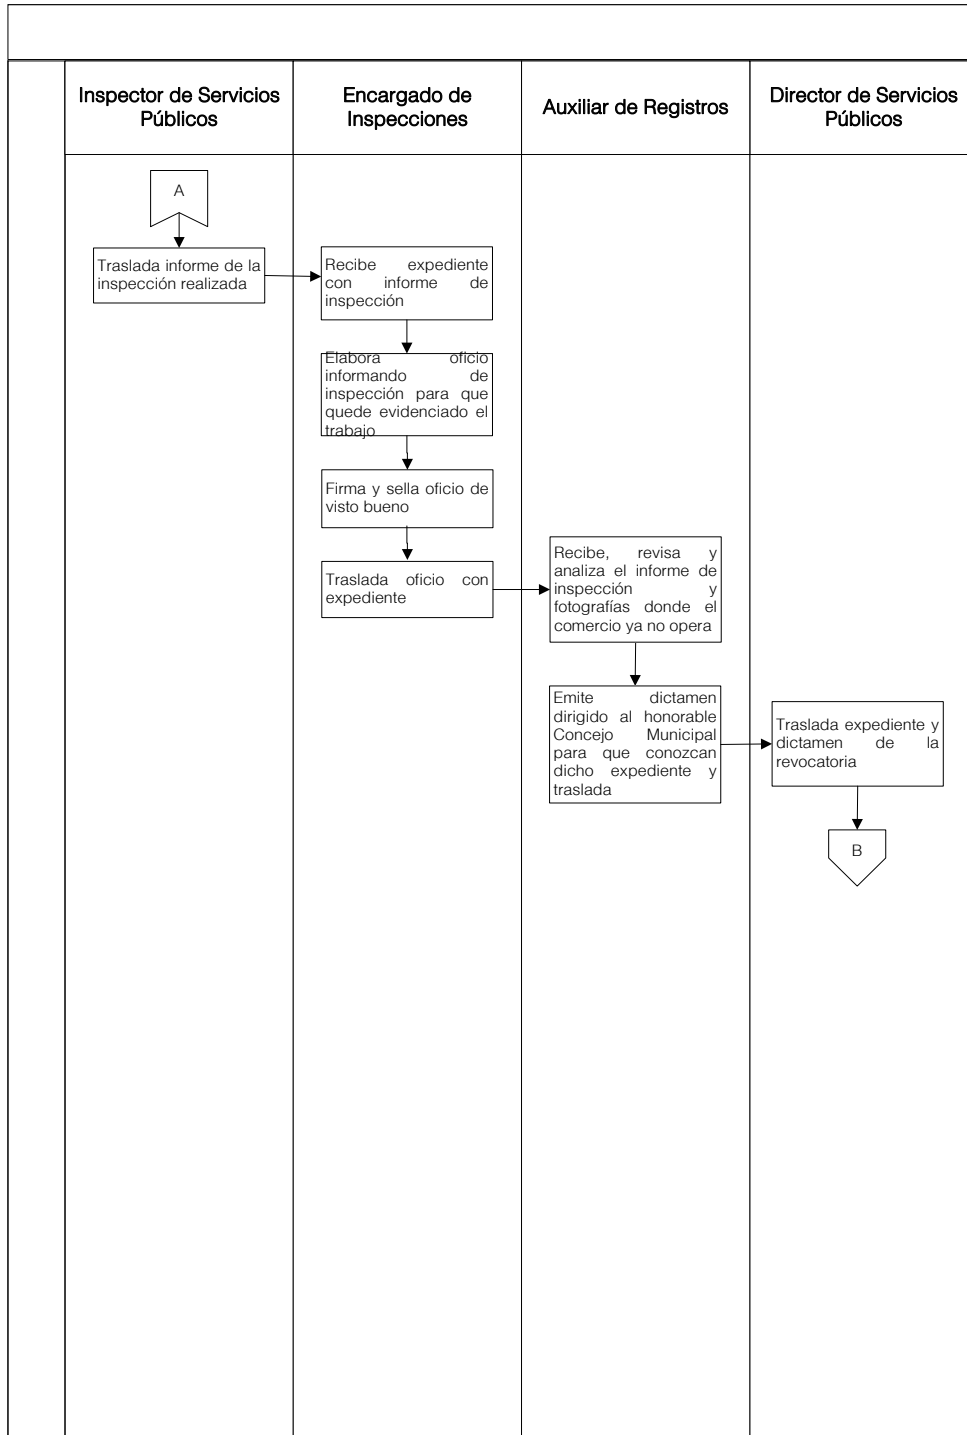 Inspector de Servicios
Públicos
Encargado de
Inspecciones
Auxiliar de Registros
Director de Servicios
Públicos
A
Traslada informe de la
inspección realizada
Recibe expediente
con informe de
inspección
Elabora oficio
informando de
inspección para que
quede evidenciado el
trabajo
Firma y sella oficio de
visto bueno
Traslada oficio con
expediente
Recibe, revisa y
analiza el informe de
inspección y
fotografías donde el
comercio ya no opera
Emite dictamen
dirigido al honorable
Concejo Municipal
para que conozcan
dicho expediente y
traslada
Traslada expediente y
dictamen de la
revocatoria
B